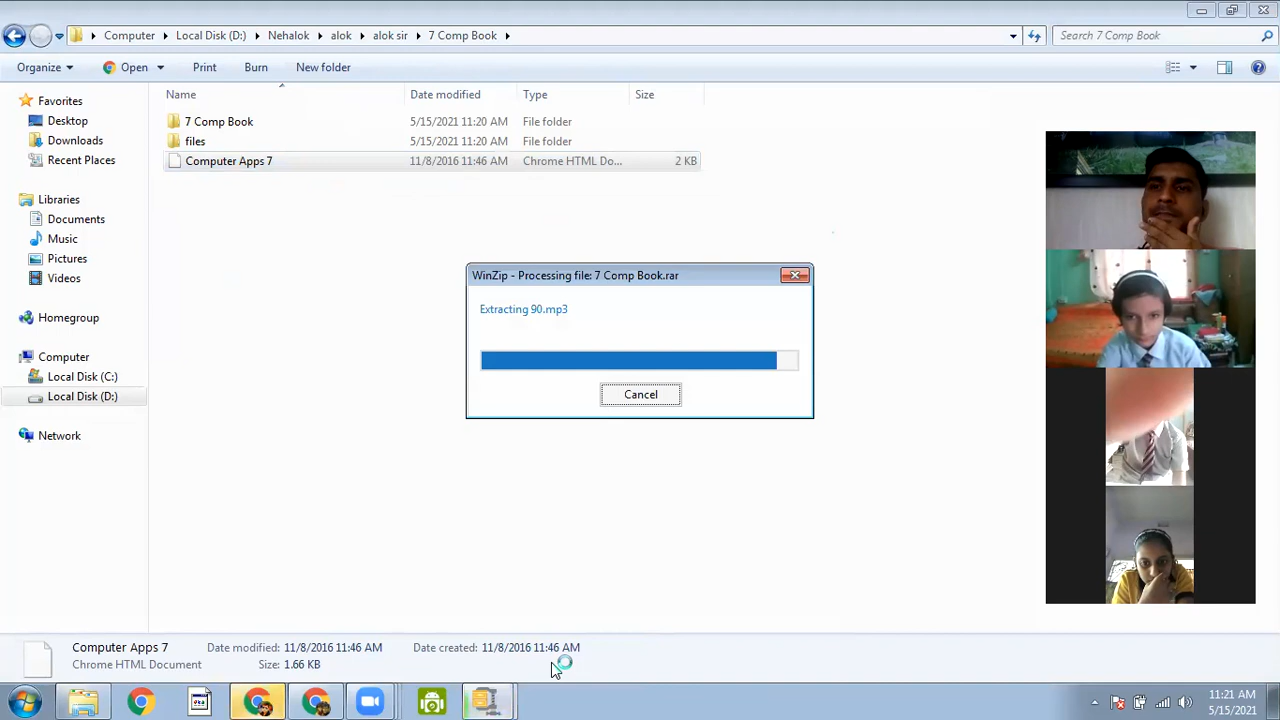 Computer Local Disk (D:) Nehalok alok alok sir 7 Comp Book
Search 7 Comp Book
Organize Open Print Burn New folder
Name Date modified Type Size
Favorites
Desktop
Downloads
Recent Places
Libraries
Documents
Music
Pictures
Videos
Homegroup
Computer
Local Disk (C:)
Local Disk (D:)
Network
7 Comp Book 5/15/2021 11:20 AM File folder
files 5/15/2021 11:20 AM File folder
Computer Apps 7 11/8/2016 11:46 AM Chrome HTML Do... 2 KB
WinZip - Processing file: 7 Comp Book.rar
Extracting 90.mp3
Cancel
Computer Apps 7 Date modified: 11/8/2016 11:46 AM Date created: 11/8/2016 11:46 AM
Chrome HTML Document Size: 1.66 KB
11:21 AM
5/15/2021